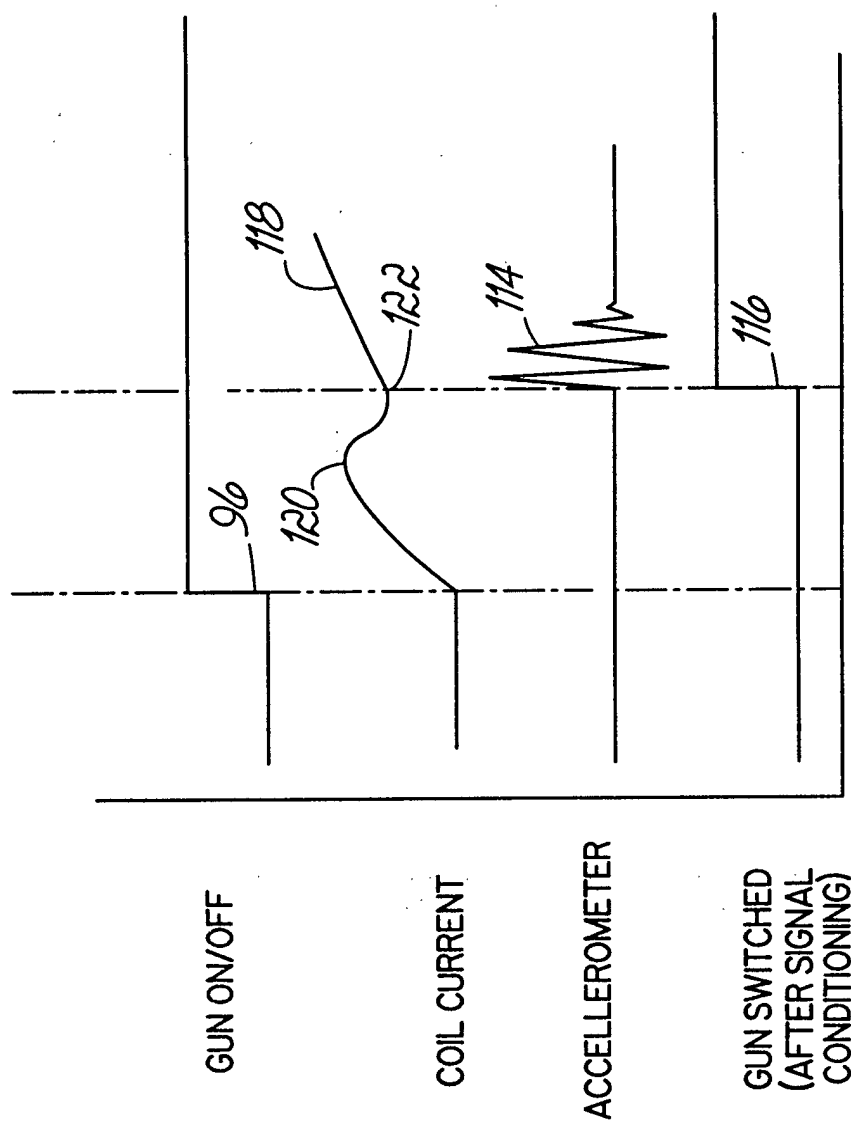 GUN ON/OFF
96
COIL CURRENT
120
118
122
ACCELLEROMETER
114
GUN SWITCHED
(AFTER SIGNAL
CONDITIONING)
116